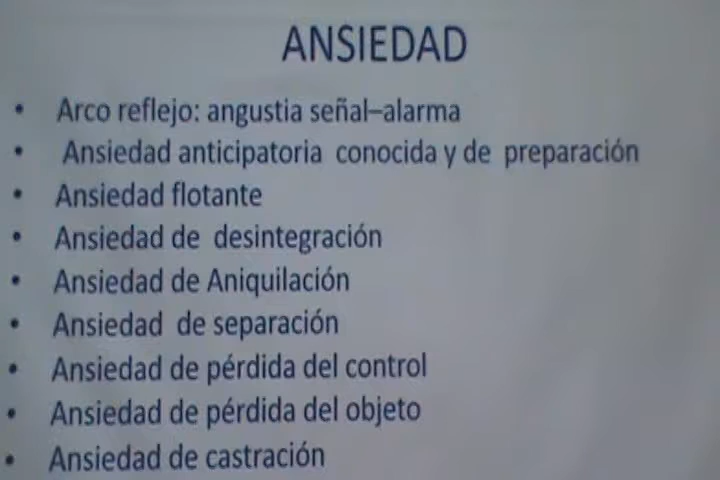 ANSIEDAD
• Arco reflejo: angustia señal–alarma
• Ansiedad anticipatoria conocida y de preparación
• Ansiedad flotante
• Ansiedad de desintegración
• Ansiedad de Aniquilación
• Ansiedad de separación
• Ansiedad de pérdida del control
• Ansiedad de pérdida del objeto
• Ansiedad de castración